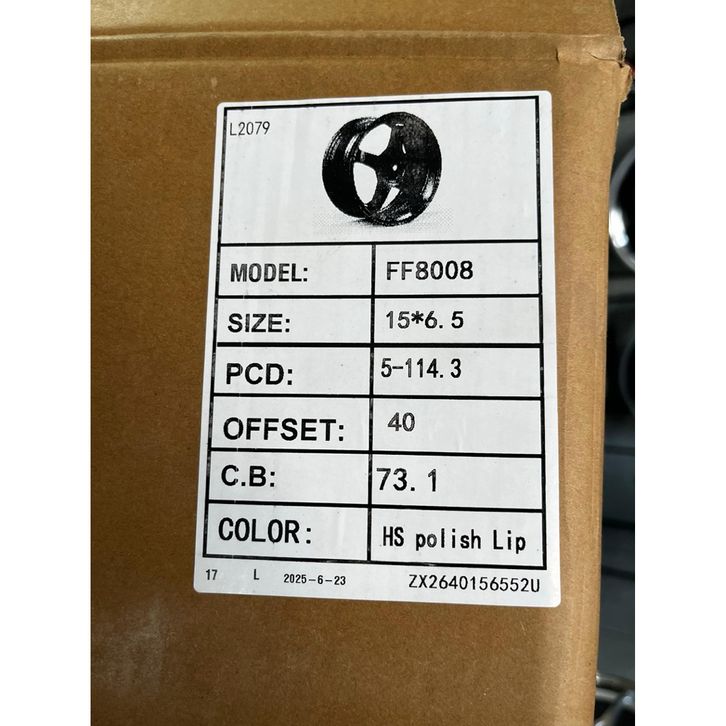 L2079
MODEL: FF8008
SIZE: 15*6.5
PCD: 5-114.3
OFFSET: 40
C.B: 73.1
COLOR: HS polish Lip
17 L 2025-6-23 ZX2640156552U